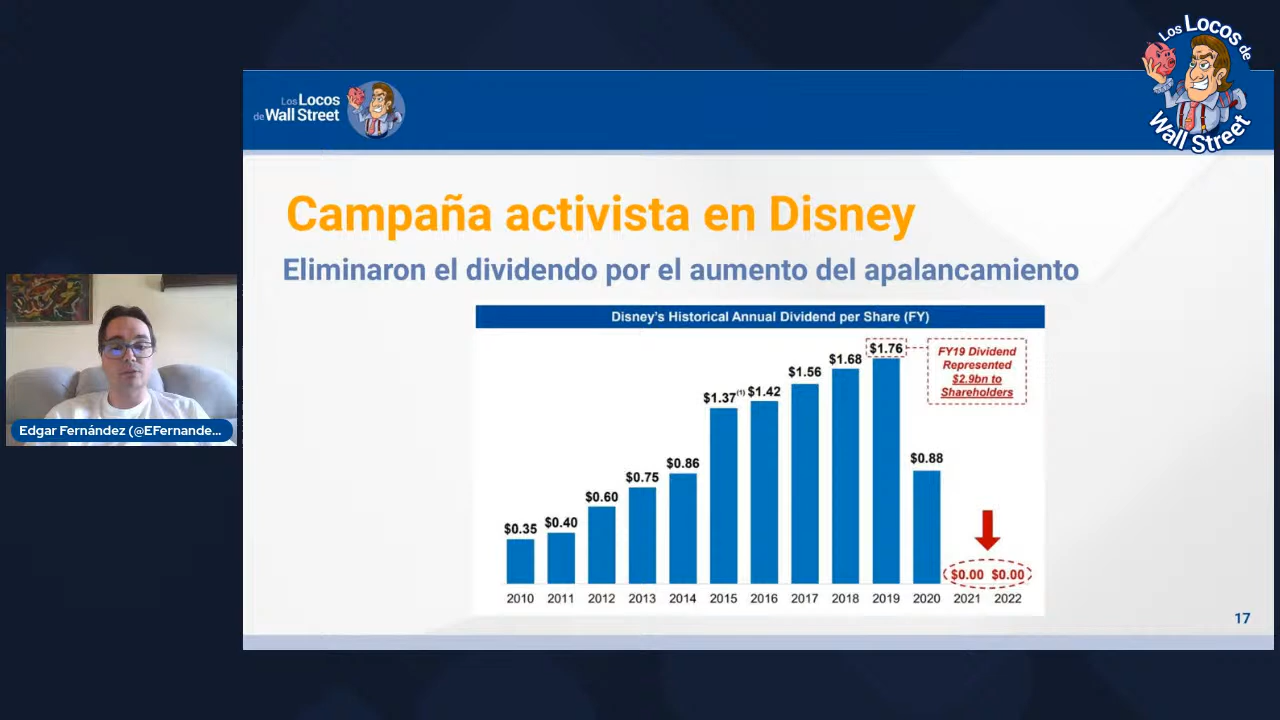 Los Locos de
Wall Street
Los Locos
de Wall Street
Campaña activista en Disney
Eliminaron el dividendo por el aumento del apalancamiento
Disney's Historical Annual Dividend per Share (FY)
$0.35
$0.40
$0.60
$0.75
$0.86
$1.37(1)
$1.42
$1.56
$1.68
$1.76
$0.88
$0.00 $0.00
FY19 Dividend
Represented
$2.9bn to
Shareholders
2010 2011 2012 2013 2014 2015 2016 2017 2018 2019 2020 2021 2022
17
Edgar Fernández (@EFernande...